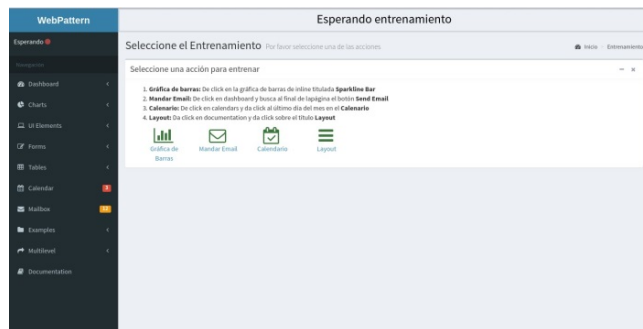 WebPattern
Esperando entrenamiento
Esperando
Seleccione el Entrenamiento Por favor seleccione una de las acciones
Inicio Entrenamiento
Navegación
Seleccione una acción para entrenar
Dashboard
1. Gráfica de barras: De click en la gráfica de barras de inline titulada Sparkline Bar
2. Mandar Email: De click en dashboard y busca al final de lapágina el botón Send Email
3. Calenario: De click en calendars y da click al último día del mes en el Calenario
4. Layout: Da click en documentation y da click sobre el título Layout
Charts
UI Elements
Forms
Tables
Calendar 3
Mailbox 12
Examples
Multilevel
Documentation
Gráfica de
Barras
Mandar Email
Calendario
Layout